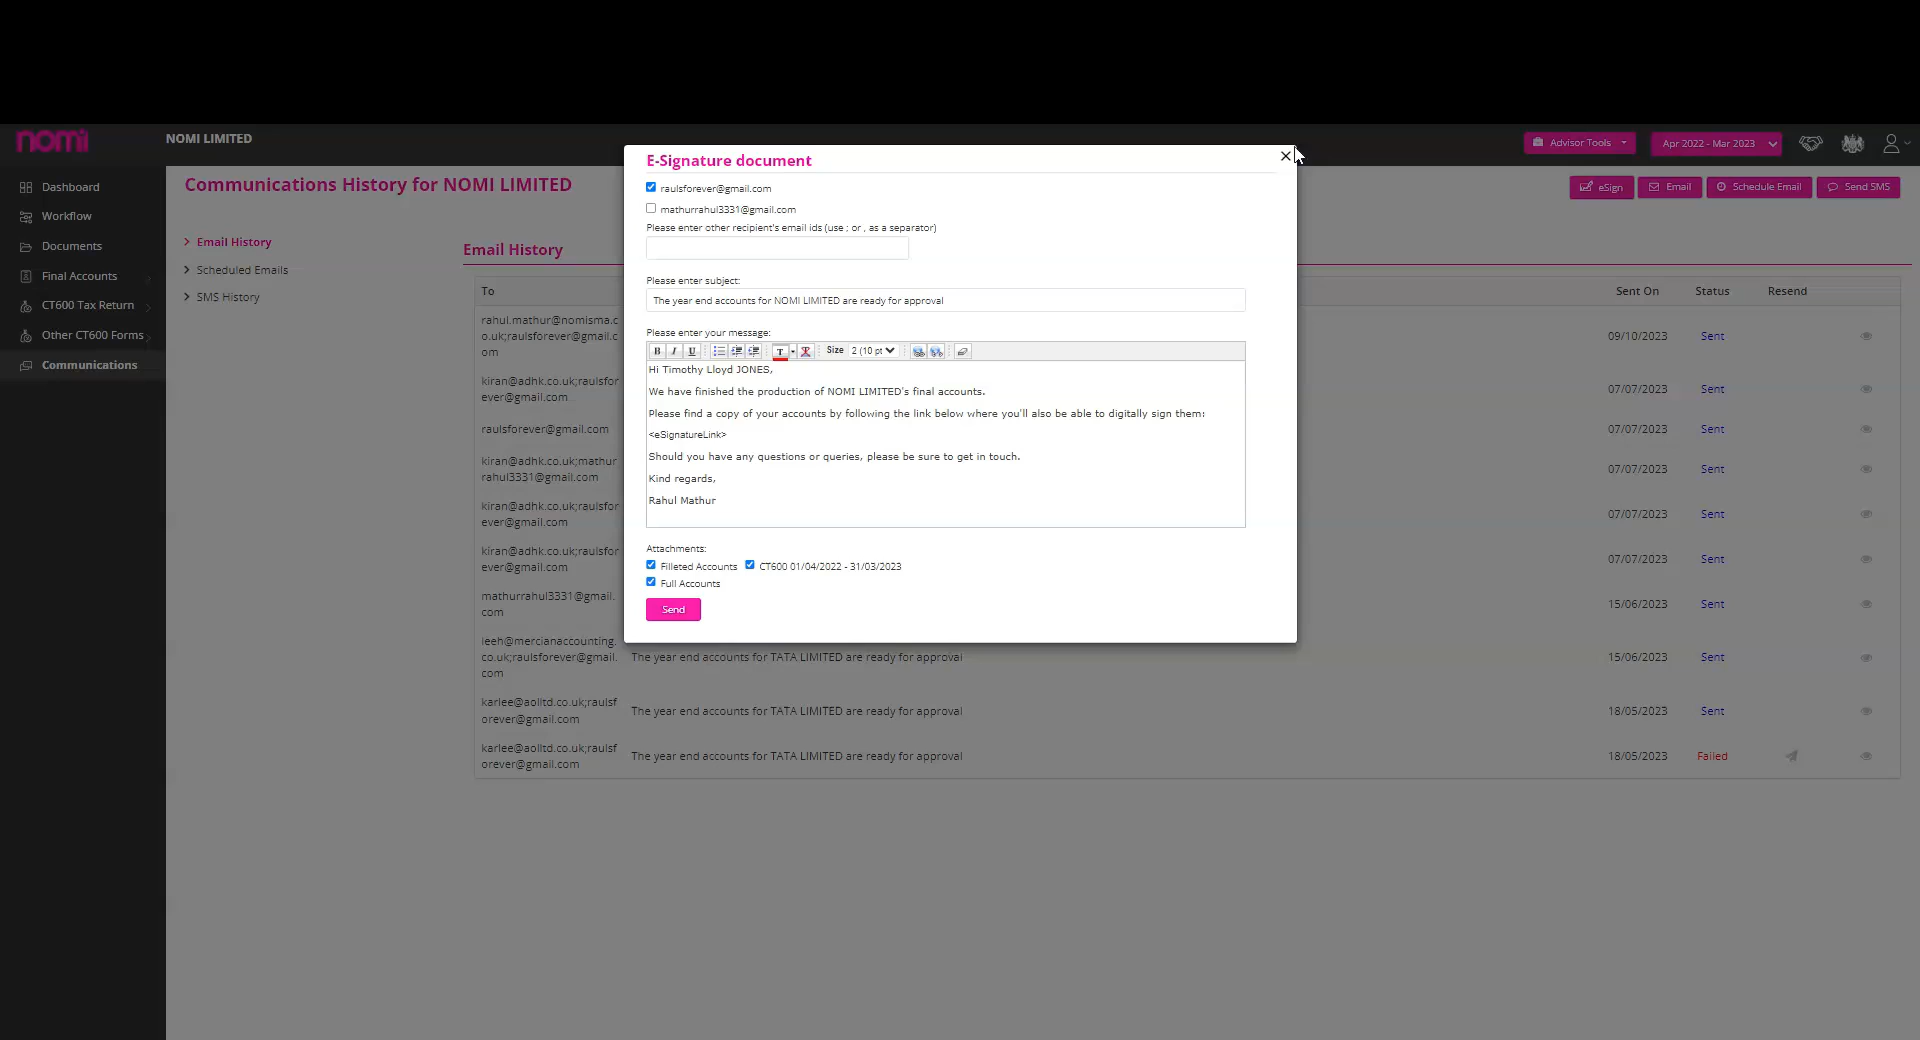 nomi
NOMI LIMITED
Advisor Tools
Apr 2022 - Mar 2023
Dashboard
Workflow
Documents
Final Accounts
CT600 Tax Return
Other CT600 Forms
Communications
Communications History for NOMI LIMITED
eSign
Email
Schedule Email
Send SMS
Email History
Scheduled Emails
SMS History
Email History
To
Sent On
Status
Resend
rahul.mathur@nomisma.c
o.uk;raulsforever@gmail.c
om
09/10/2023
Sent
kiran@adhk.co.uk;raulsfor
ever@gmail.com
07/07/2023
Sent
raulsforever@gmail.com
07/07/2023
Sent
kiran@adhk.co.uk;mathur
rahul3331@gmail.com
07/07/2023
Sent
kiran@adhk.co.uk;raulsfor
ever@gmail.com
07/07/2023
Sent
kiran@adhk.co.uk;raulsfor
ever@gmail.com
07/07/2023
Sent
mathurrahul3331@gmail.
com
15/06/2023
Sent
leeh@mercianaccounting.
co.uk;raulsforever@gmail.
com
The year end accounts for TATA LIMITED are ready for approval
15/06/2023
Sent
karlee@aolltd.co.uk;raulsf
orever@gmail.com
The year end accounts for TATA LIMITED are ready for approval
18/05/2023
Sent
karlee@aolltd.co.uk;raulsf
orever@gmail.com
The year end accounts for TATA LIMITED are ready for approval
18/05/2023
Failed
E-Signature document
raulsforever@gmail.com
mathurrahul3331@gmail.com
Please enter other recipient's email ids (use ; or , as a separator)
Please enter subject:
The year end accounts for NOMI LIMITED are ready for approval
Please enter your message:
B I U T Size 2 (10 pt
Hi Timothy Lloyd JONES,
We have finished the production of NOMI LIMITED's final accounts.
Please find a copy of your accounts by following the link below where you'll also be able to digitally sign them:
<eSignatureLink>
Should you have any questions or queries, please be sure to get in touch.
Kind regards,
Rahul Mathur
Attachments:
Filleted Accounts CT600 01/04/2022 - 31/03/2023
Full Accounts
Send